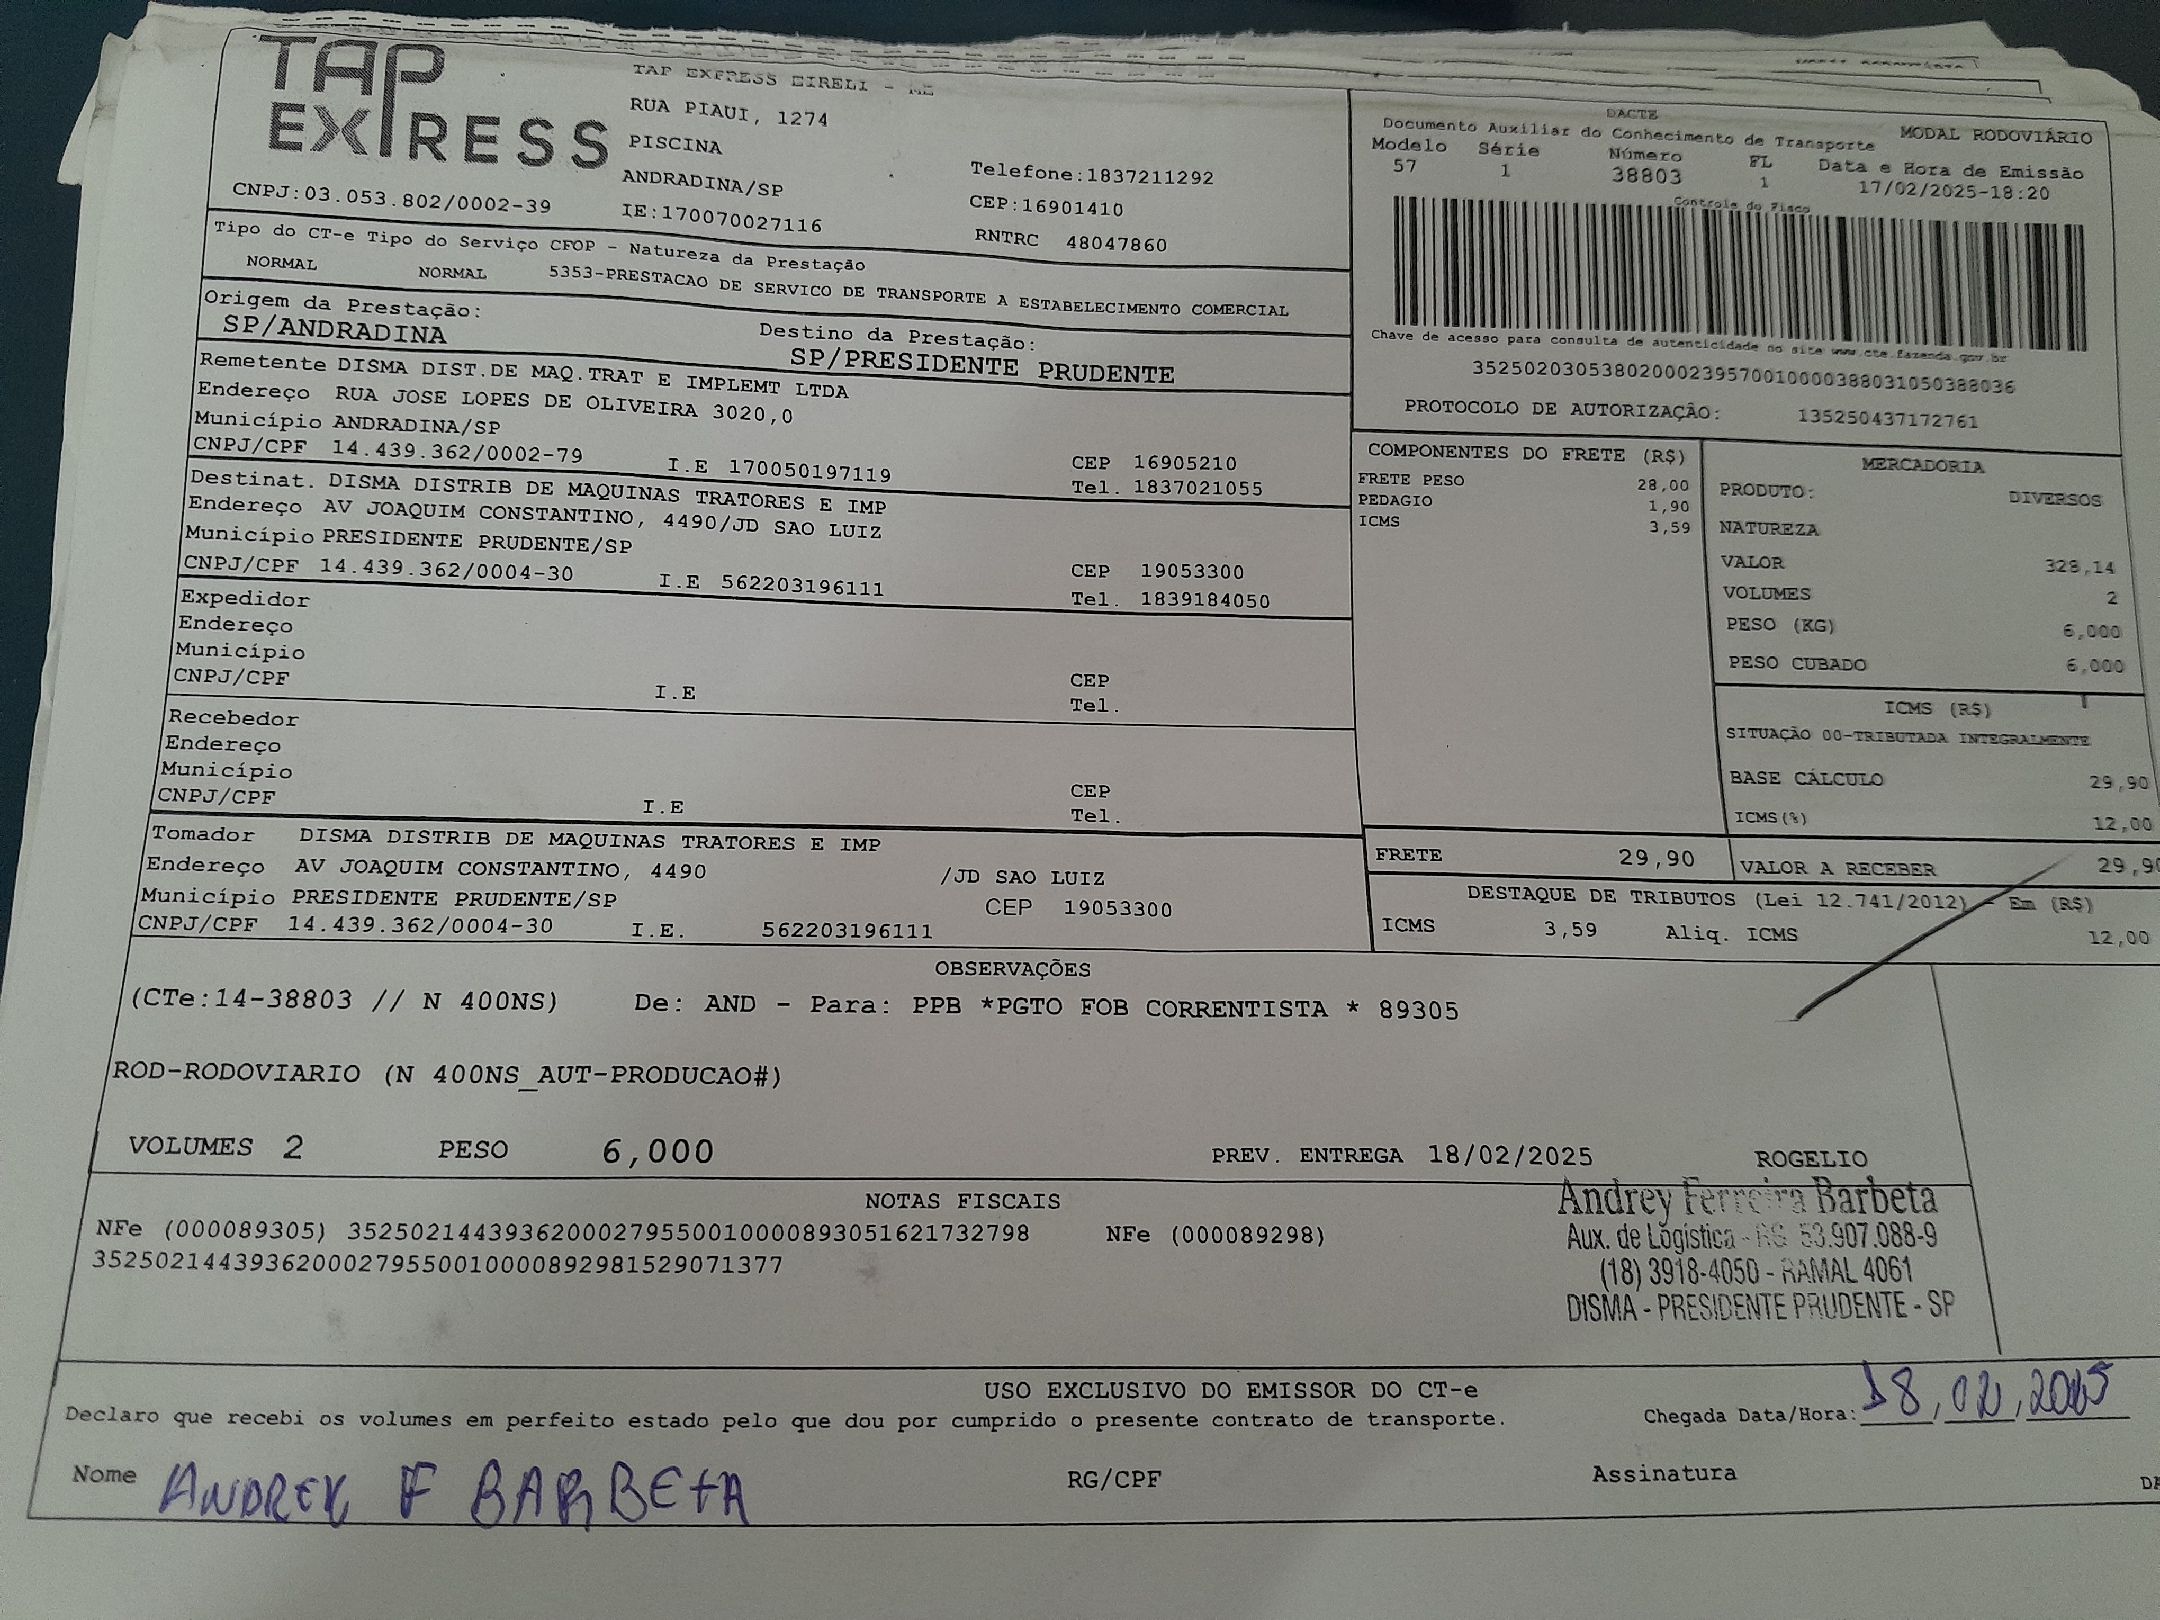 TAP
EXPRESS
CNPJ:03.053.802/0002-39
TAP EXPRESS EIRELI - ME
RUA PIAUI, 1274
PISCINA
ANDRADINA/SP
IE:170070027116
Telefone:1837211292
CEP:16901410
RNTRC 48047860
DACTE
Documento Auxiliar do Conhecimento de Transporte MODAL RODOVIÁRIO
Modelo Série Número FL Data e Hora de Emissão
57 1 38803 1 17/02/2025-18:20
Controle do Fisco
Chave de acesso para consulta de autenticidade no site www.cte.fazenda.gov.br
35250203053802000239570010000388031050388036
PROTOCOLO DE AUTORIZAÇÃO: 135250437172761
Tipo do CT-e Tipo do Serviço CFOP - Natureza da Prestação
NORMAL NORMAL 5353-PRESTACAO DE SERVICO DE TRANSPORTE A ESTABELECIMENTO COMERCIAL
Origem da Prestação: Destino da Prestação:
SP/ANDRADINA SP/PRESIDENTE PRUDENTE
Remetente DISMA DIST.DE MAQ.TRAT E IMPLEMT LTDA
Endereço RUA JOSE LOPES DE OLIVEIRA 3020,0
Município ANDRADINA/SP CEP 16905210
CNPJ/CPF 14.439.362/0002-79 I.E 170050197119 Tel. 1837021055
Destinat. DISMA DISTRIB DE MAQUINAS TRATORES E IMP
Endereço AV JOAQUIM CONSTANTINO, 4490/JD SAO LUIZ
Município PRESIDENTE PRUDENTE/SP CEP 19053300
CNPJ/CPF 14.439.362/0004-30 I.E 562203196111 Tel. 1839184050
Expedidor
Endereço
Município CEP
CNPJ/CPF I.E Tel.
Recebedor
Endereço
Município CEP
CNPJ/CPF I.E Tel.
Tomador DISMA DISTRIB DE MAQUINAS TRATORES E IMP
Endereço AV JOAQUIM CONSTANTINO, 4490 /JD SAO LUIZ
Município PRESIDENTE PRUDENTE/SP CEP 19053300
CNPJ/CPF 14.439.362/0004-30 I.E. 562203196111
COMPONENTES DO FRETE (R$)
FRETE PESO 28,00
PEDAGIO 1,90
ICMS 3,59
MERCADORIA
PRODUTO: DIVERSOS
NATUREZA
VALOR 328,14
VOLUMES 2
PESO (KG) 6,000
PESO CUBADO 6,000
ICMS (R$)
SITUAÇÃO 00-TRIBUTADA INTEGRALMENTE
BASE CÁLCULO 29,90
ICMS(%) 12,00
FRETE 29,90 VALOR A RECEBER 29,90
DESTAQUE DE TRIBUTOS (Lei 12.741/2012) - Em (R$)
ICMS 3,59 Aliq. ICMS 12,00
OBSERVAÇÕES
(CTe:14-38803 // N 400NS) De: AND - Para: PPB *PGTO FOB CORRENTISTA * 89305
ROD-RODOVIARIO (N 400NS_AUT-PRODUCAO#)
VOLUMES 2 PESO 6,000 PREV. ENTREGA 18/02/2025 ROGELIO
NOTAS FISCAIS
NFe (000089305) 35250214439362000279550010000893051621732798 NFe (000089298)
35250214439362000279550010000892981529071377
Andrey Ferreira Barbeta
Aux. de Logística - RG 53.907.088-9
(18) 3918-4050 - RAMAL 4061
DISMA - PRESIDENTE PRUDENTE - SP
USO EXCLUSIVO DO EMISSOR DO CT-e
Declaro que recebi os volumes em perfeito estado pelo que dou por cumprido o presente contrato de transporte. Chegada Data/Hora: 18,02,2025
Nome ANDREY F BARBETA RG/CPF Assinatura DA